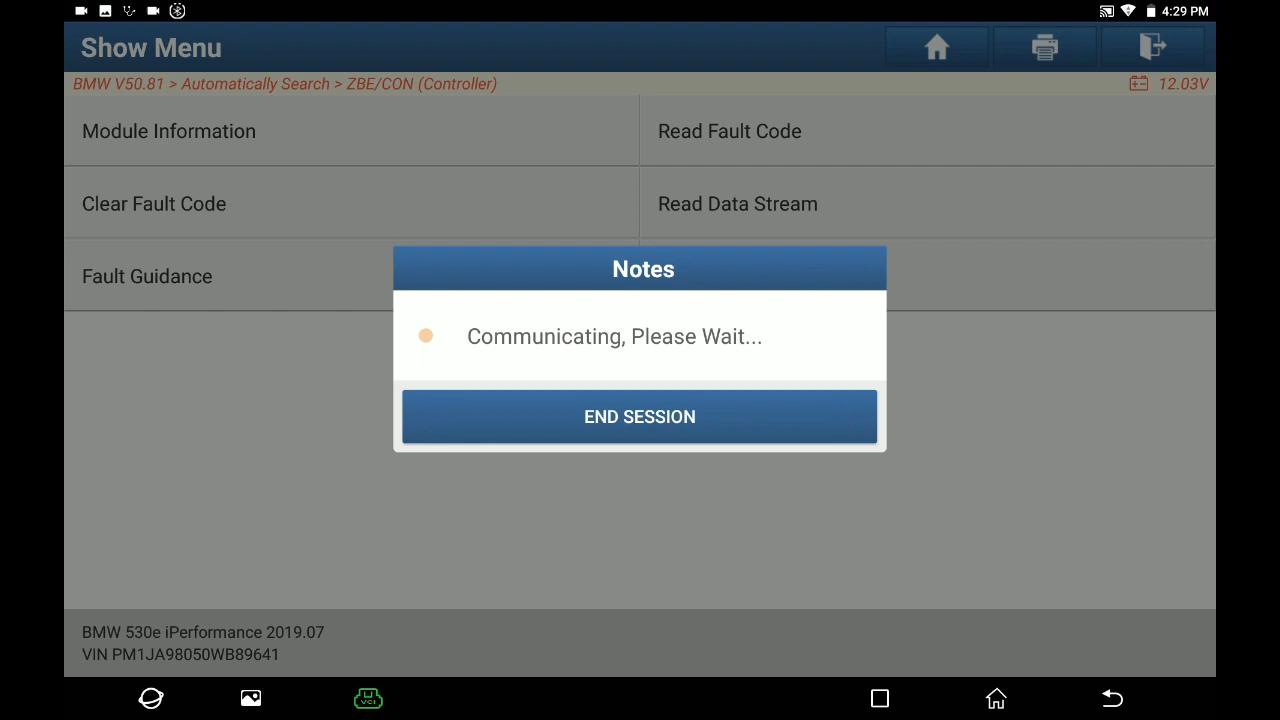 4:29 PM
Show Menu
BMW V50.81 > Automatically Search > ZBE/CON (Controller)
12.03V
Module Information
Read Fault Code
Clear Fault Code
Read Data Stream
Fault Guidance
Notes
Communicating, Please Wait...
END SESSION
BMW 530e iPerformance 2019.07
VIN PM1JA98050WB89641
VCI